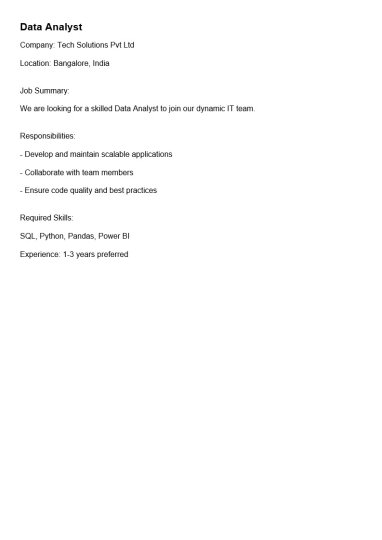 Data Analyst
Company: Tech Solutions Pvt Ltd
Location: Bangalore, India
Job Summary:
We are looking for a skilled Data Analyst to join our dynamic IT team.
Responsibilities:
- Develop and maintain scalable applications
- Collaborate with team members
- Ensure code quality and best practices
Required Skills:
SQL, Python, Pandas, Power BI
Experience: 1-3 years preferred